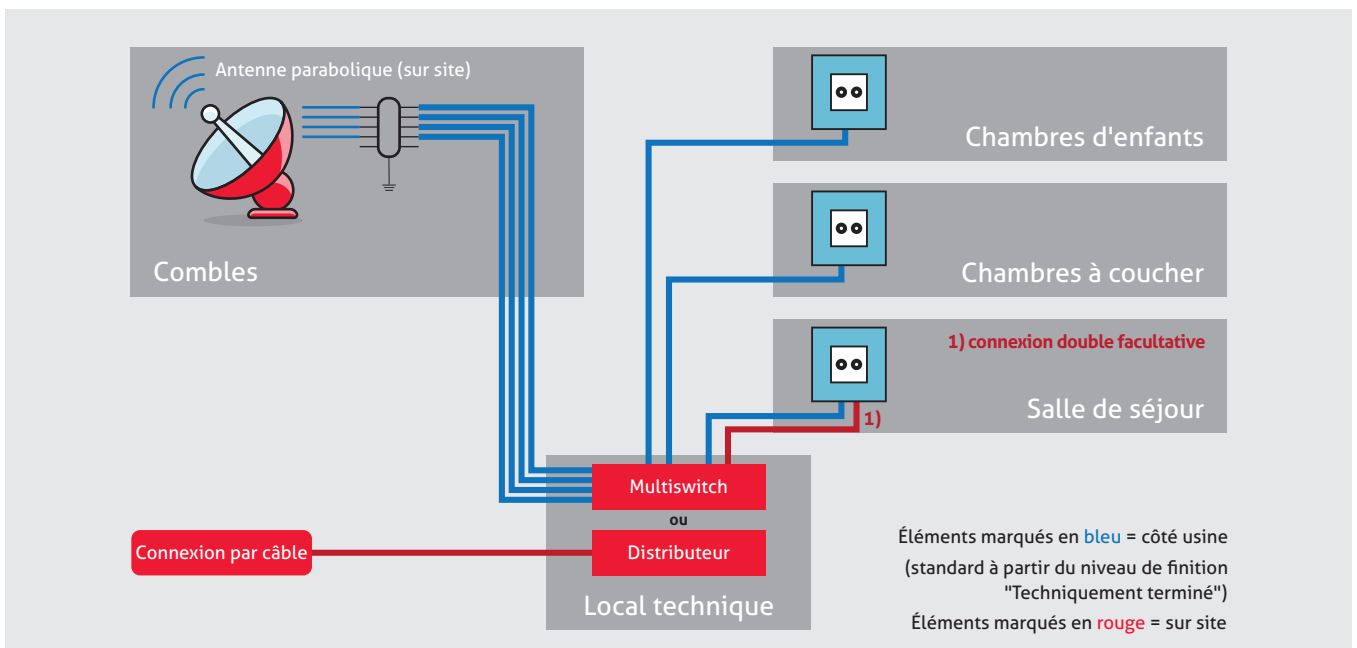 Antenne parabolique (sur site)
Combles
Chambres d'enfants
Chambres à coucher
1) connexion double facultative
Salle de séjour
1)
Multiswitch
ou
Distributeur
Local technique
Connexion par câble
Éléments marqués en bleu = côté usine
(standard à partir du niveau de finition
"Techniquement terminé")
Éléments marqués en rouge = sur site